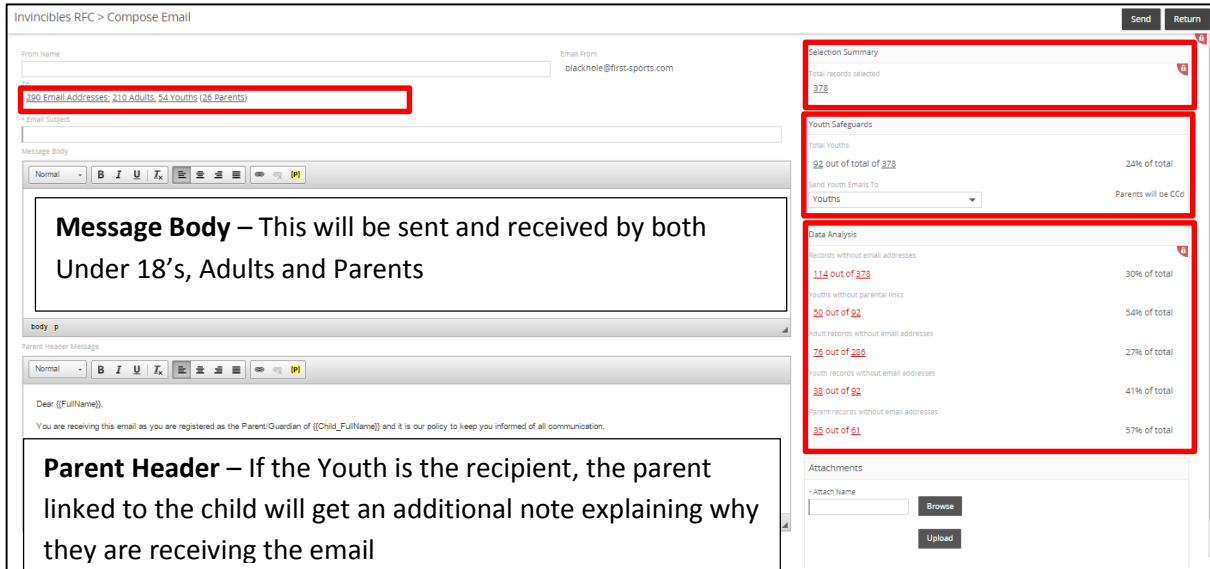 Invincibles RFC > Compose Email
Send Return
From Name
Email From
blackhole@first-sports.com
To
290 Email Addresses: 210 Adults, 54 Youths (26 Parents)
* Email Subject
Message Body
Normal B I U Ix [P]
Message Body – This will be sent and received by both
Under 18's, Adults and Parents
body p
Parent Header Message
Normal B I U Ix [P]
Dear {{FullName}},
You are receiving this email as you are registered as the Parent/Guardian of {{Child_FullName}} and it is our policy to keep you informed of all communication.
Parent Header – If the Youth is the recipient, the parent
linked to the child will get an additional note explaining why
they are receiving the email
Selection Summary
Total records selected
378
Youth Safeguards
Total Youths
92 out of total of 378 24% of total
Send Youth Emails To
Youths Parents will be CCd
Data Analysis
Records without email addresses
114 out of 378 30% of total
Youths without parental links
50 out of 92 54% of total
Adult records without email addresses
76 out of 286 27% of total
Youth records without email addresses
38 out of 92 41% of total
Parent records without email addresses
35 out of 61 57% of total
Attachments
* Attach Name
Browse
Upload